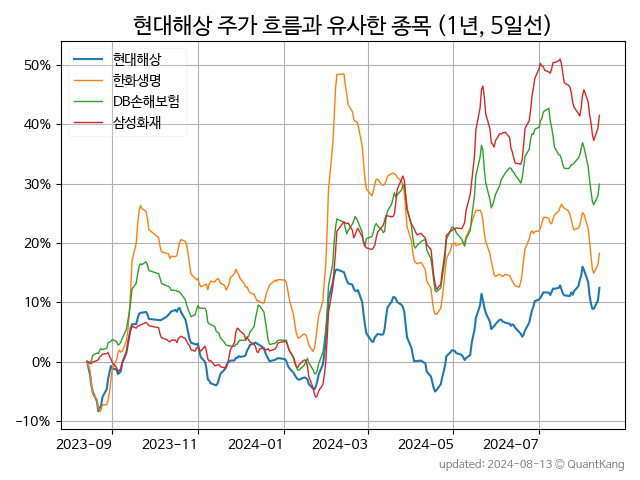 현대해상 주가 흐름과 유사한 종목 (1년, 5일선)
50%
40%
30%
20%
10%
0%
−10%
현대해상
한화생명
DB손해보험
삼성화재
2023-09
2023-11
2024-01
2024-03
2024-05
2024-07
updated: 2024-08-13 © QuantKang